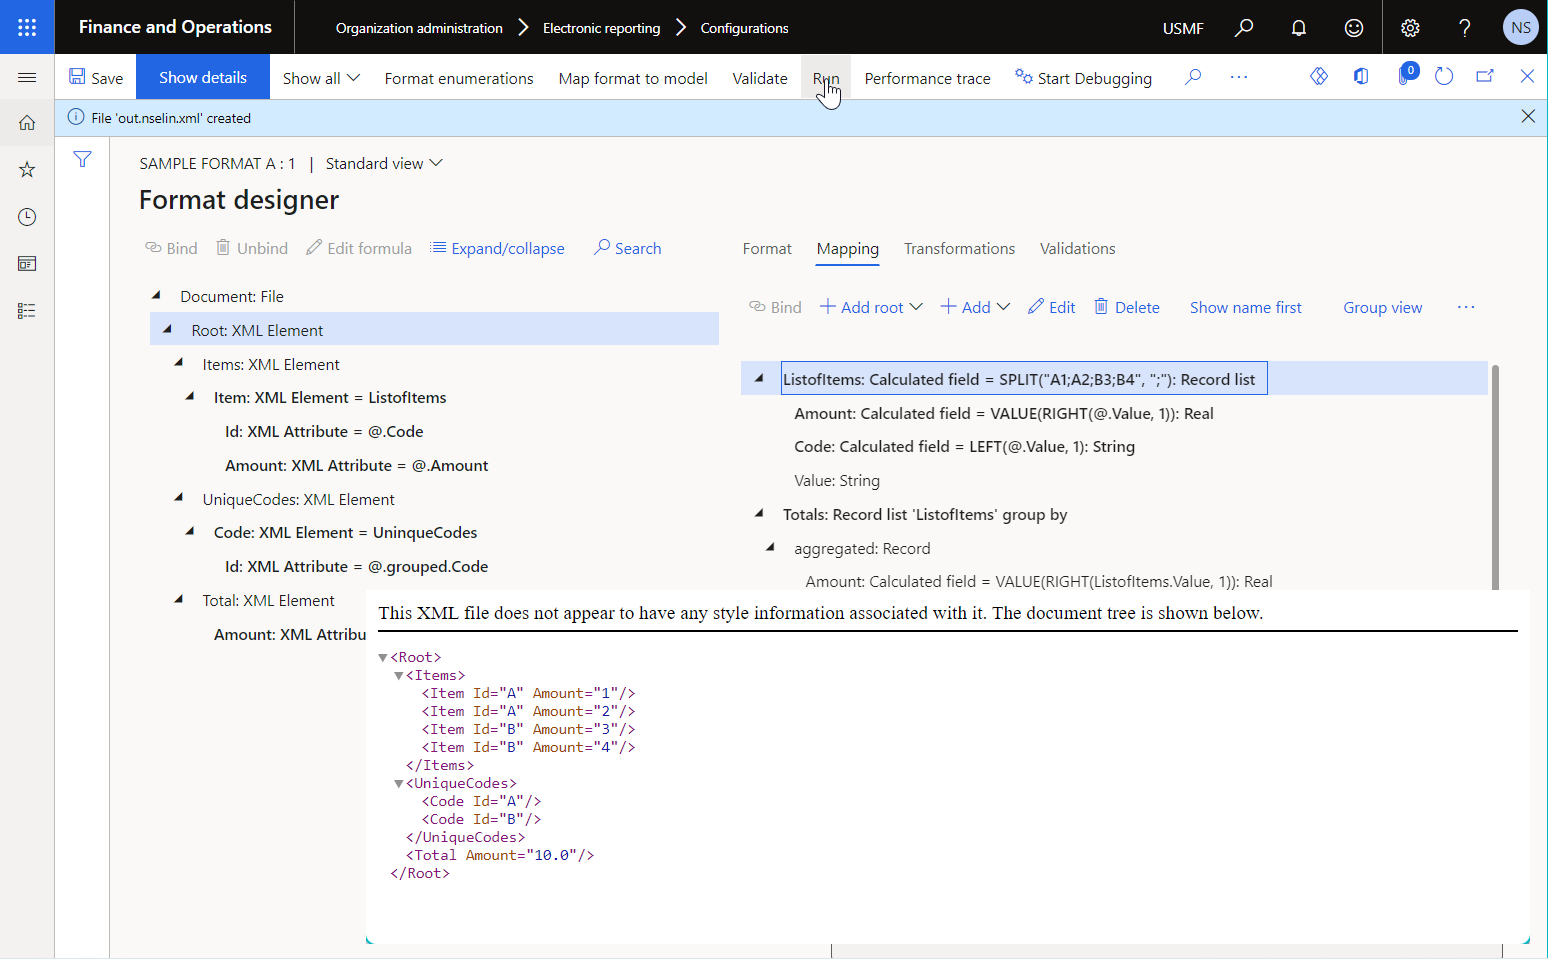 Finance and Operations
Organization administration > Electronic reporting > Configurations
USMF
NS
Save
Show details
Show all
Format enumerations
Map format to model
Validate
Run
Performance trace
Start Debugging
0
File 'out.nselin.xml' created
SAMPLE FORMAT A : 1 | Standard view
Format designer
Bind
Unbind
Edit formula
Expand/collapse
Search
Document: File
Root: XML Element
Items: XML Element
Item: XML Element = ListofItems
Id: XML Attribute = @.Code
Amount: XML Attribute = @.Amount
UniqueCodes: XML Element
Code: XML Element = UninqueCodes
Id: XML Attribute = @.grouped.Code
Total: XML Element
Amount: XML Attribu
Format
Mapping
Transformations
Validations
Bind
Add root
Add
Edit
Delete
Show name first
Group view
ListofItems: Calculated field = SPLIT("A1;A2;B3;B4", ";"): Record list
Amount: Calculated field = VALUE(RIGHT(@.Value, 1)): Real
Code: Calculated field = LEFT(@.Value, 1): String
Value: String
Totals: Record list 'ListofItems' group by
aggregated: Record
Amount: Calculated field = VALUE(RIGHT(ListofItems.Value, 1)): Real
This XML file does not appear to have any style information associated with it. The document tree is shown below.
<Root>
<Items>
<Item Id="A" Amount="1"/>
<Item Id="A" Amount="2"/>
<Item Id="B" Amount="3"/>
<Item Id="B" Amount="4"/>
</Items>
<UniqueCodes>
<Code Id="A"/>
<Code Id="B"/>
</UniqueCodes>
<Total Amount="10.0"/>
</Root>